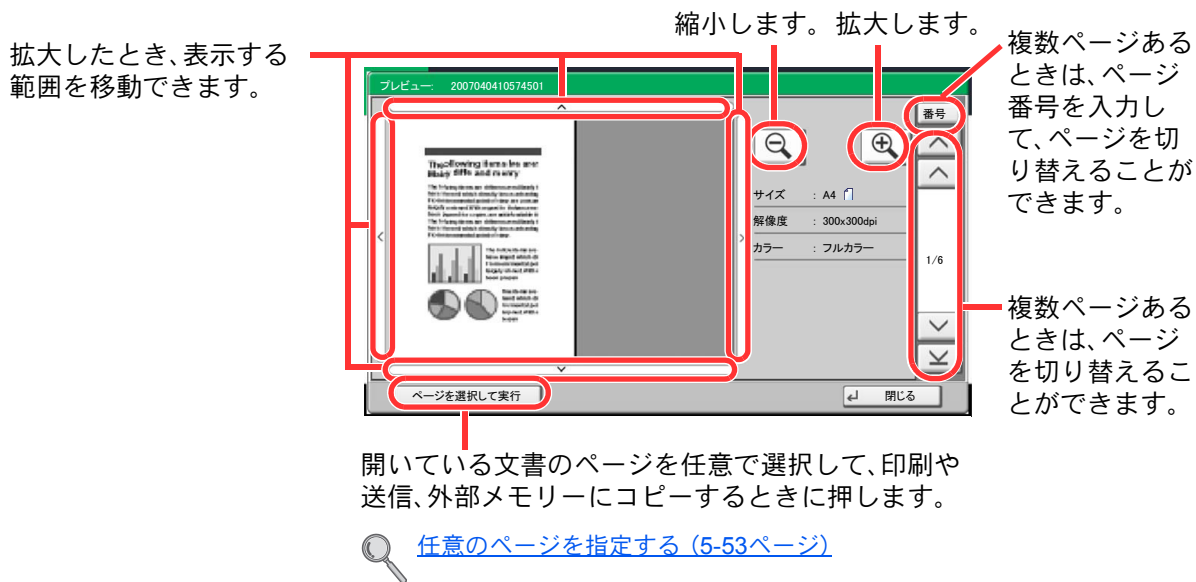 縮小します。 拡大します。
拡大したとき、表示する
範囲を移動できます。
複数ページある
ときは、ページ
番号を入力し
て、ページを切
り替えることが
できます。
プレビュー: 2007040410574501
番号
サイズ : A4
解像度 : 300x300dpi
カラー : フルカラー
1/6
複数ページある
ときは、ページ
を切り替えるこ
とができます。
ページを選択して実行
閉じる
開いている文書のページを任意で選択して、印刷や
送信、外部メモリーにコピーするときに押します。
任意のページを指定する (5-53ページ)